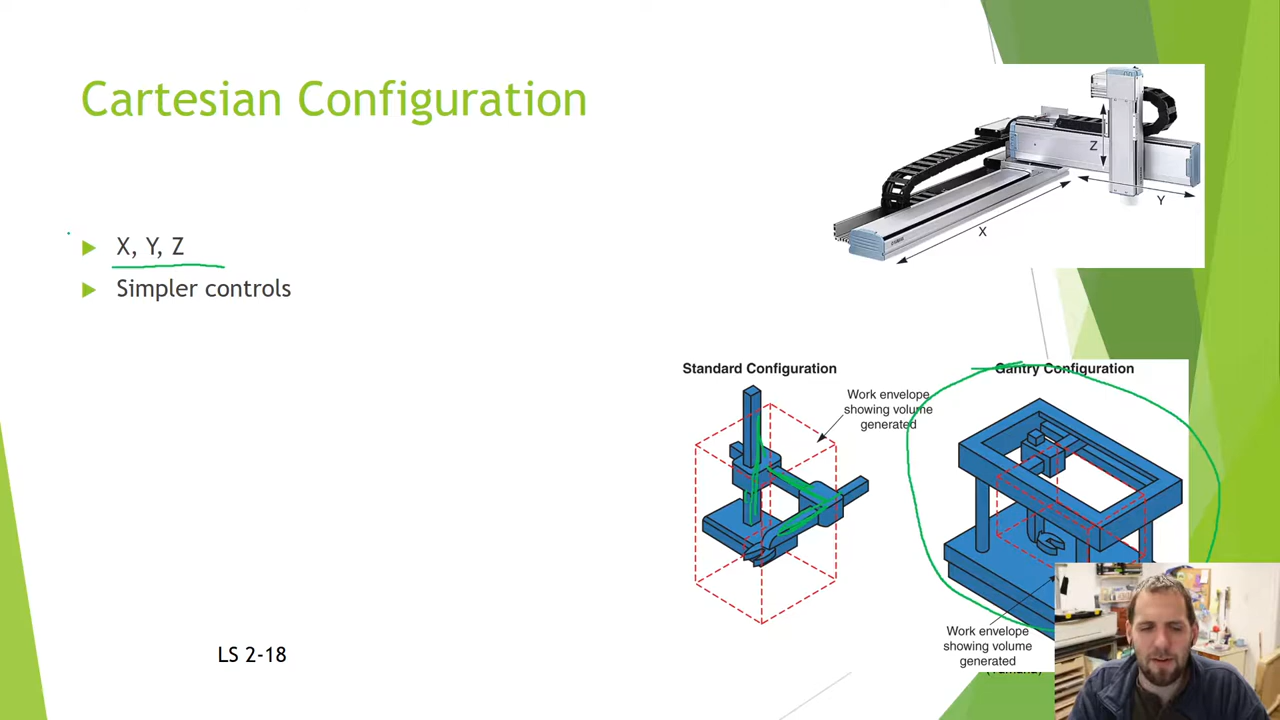 Cartesian Configuration
X, Y, Z
Simpler controls
Z
Y
X
Standard Configuration
Work envelope
showing volume
generated
Gantry Configuration
Work envelope
showing volume
generated
LS 2-18